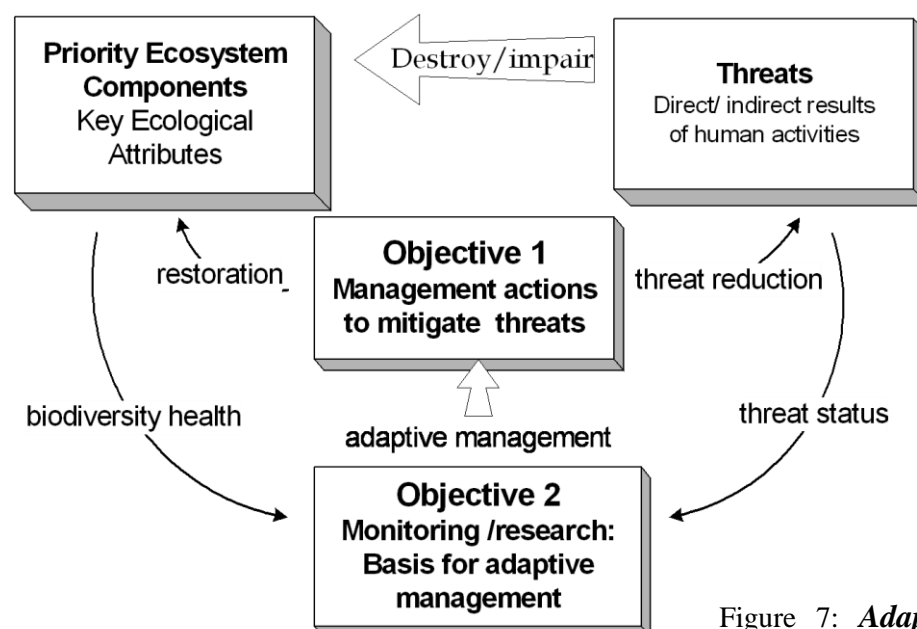 Priority Ecosystem
Components
Key Ecological
Attributes
Destroy/impair
Threats
Direct/ indirect results
of human activities
restoration
Objective 1
Management actions
to mitigate threats
threat reduction
biodiversity health
threat status
adaptive management
Objective 2
Monitoring /research:
Basis for adaptive
management
Figure 7: Adap